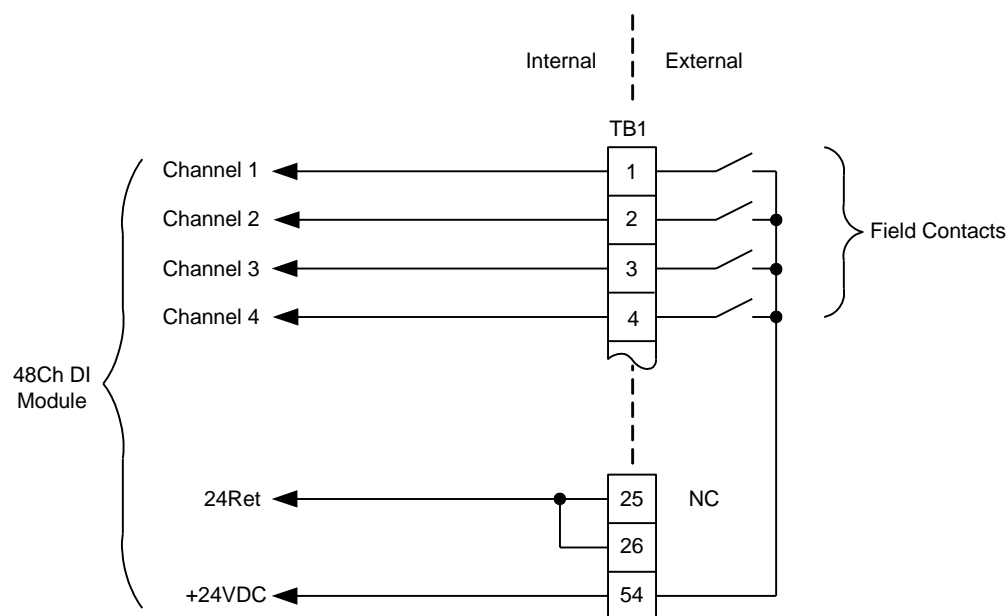 Internal
External
TB1
Channel 1
1
Channel 2
2
Channel 3
3
Channel 4
4
Field Contacts
48Ch DI
Module
24Ret
25
NC
26
+24VDC
54